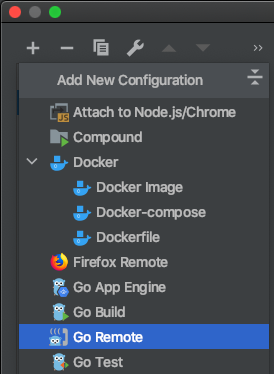 Add New Configuration
Attach to Node.js/Chrome
Compound
Docker
Docker Image
Docker-compose
Dockerfile
Firefox Remote
Go App Engine
Go Build
Go Remote
Go Test